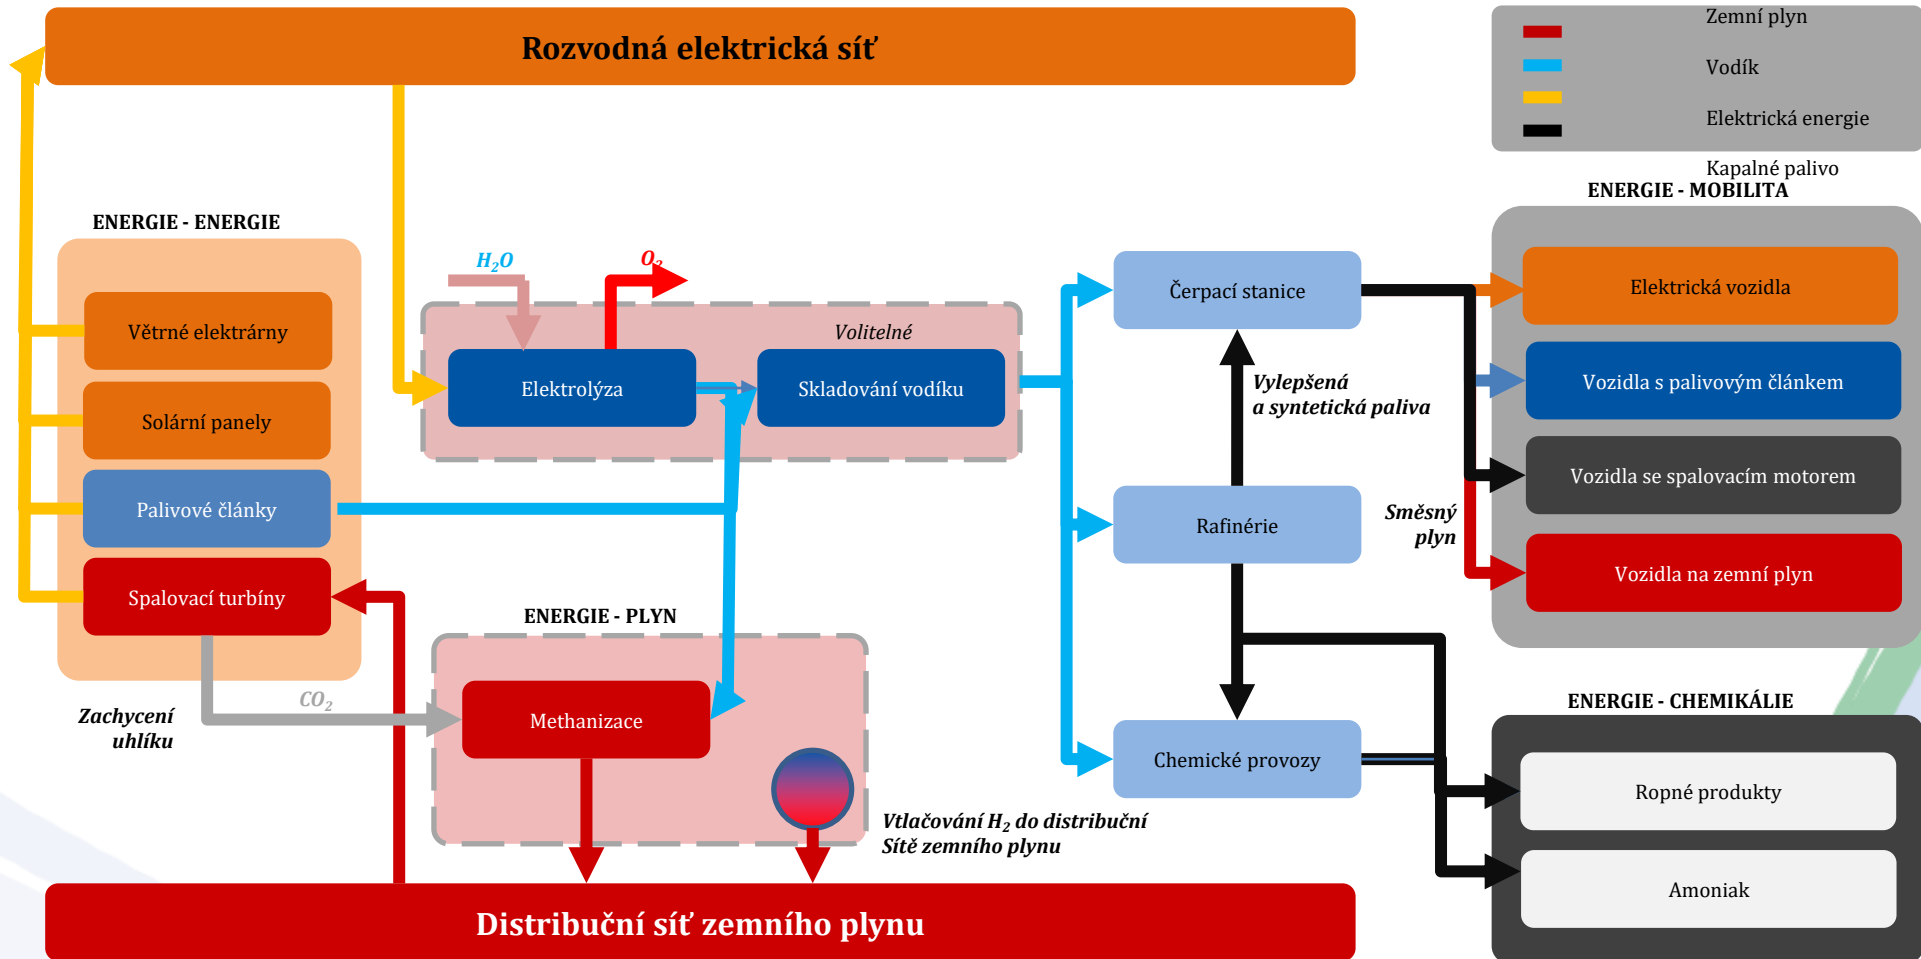 Rozvodná elektrická síť
Zemní plyn
Vodík
Elektrická energie
Kapalné palivo
ENERGIE - ENERGIE
Větrné elektrárny
Solární panely
Palivové články
Spalovací turbíny
Zachycení
uhlíku
CO₂
H₂O
O₂
Volitelné
Elektrolýza
Skladování vodíku
ENERGIE - PLYN
Methanizace
Vtlačování H₂ do distribuční
Sítě zemního plynu
Čerpací stanice
Vylepšená
a syntetická paliva
Rafinérie
Chemické provozy
Směsný
plyn
ENERGIE - MOBILITA
Elektrická vozidla
Vozidla s palivovým článkem
Vozidla se spalovacím motorem
Vozidla na zemní plyn
ENERGIE - CHEMIKÁLIE
Ropné produkty
Amoniak
Distribuční síť zemního plynu